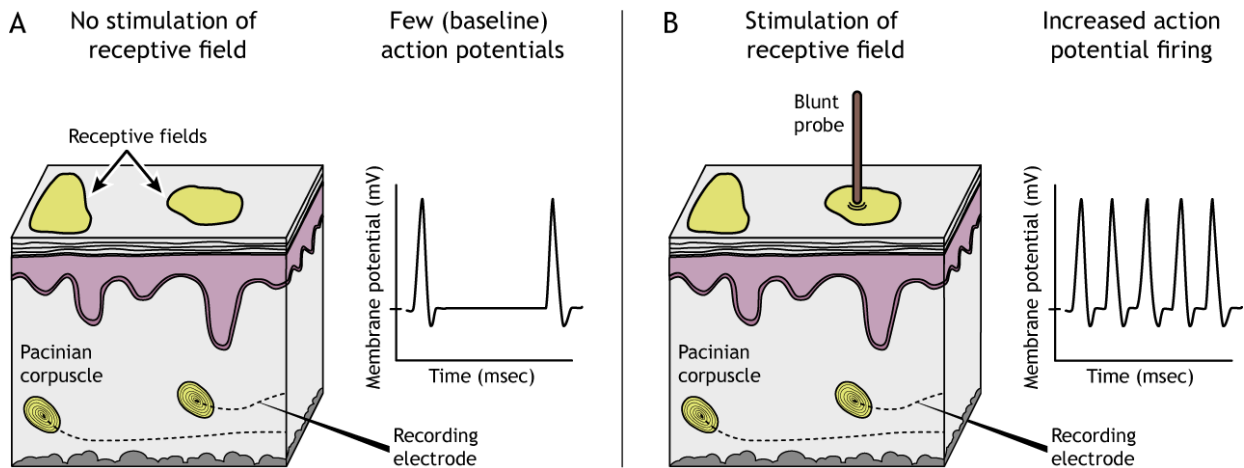 A
No stimulation of
receptive field
Few (baseline)
action potentials
Receptive fields
Membrane potential (mV)
Time (msec)
Pacinian
corpuscle
Recording
electrode
B
Stimulation of
receptive field
Increased action
potential firing
Blunt
probe
Membrane potential (mV)
Time (msec)
Pacinian
corpuscle
Recording
electrode